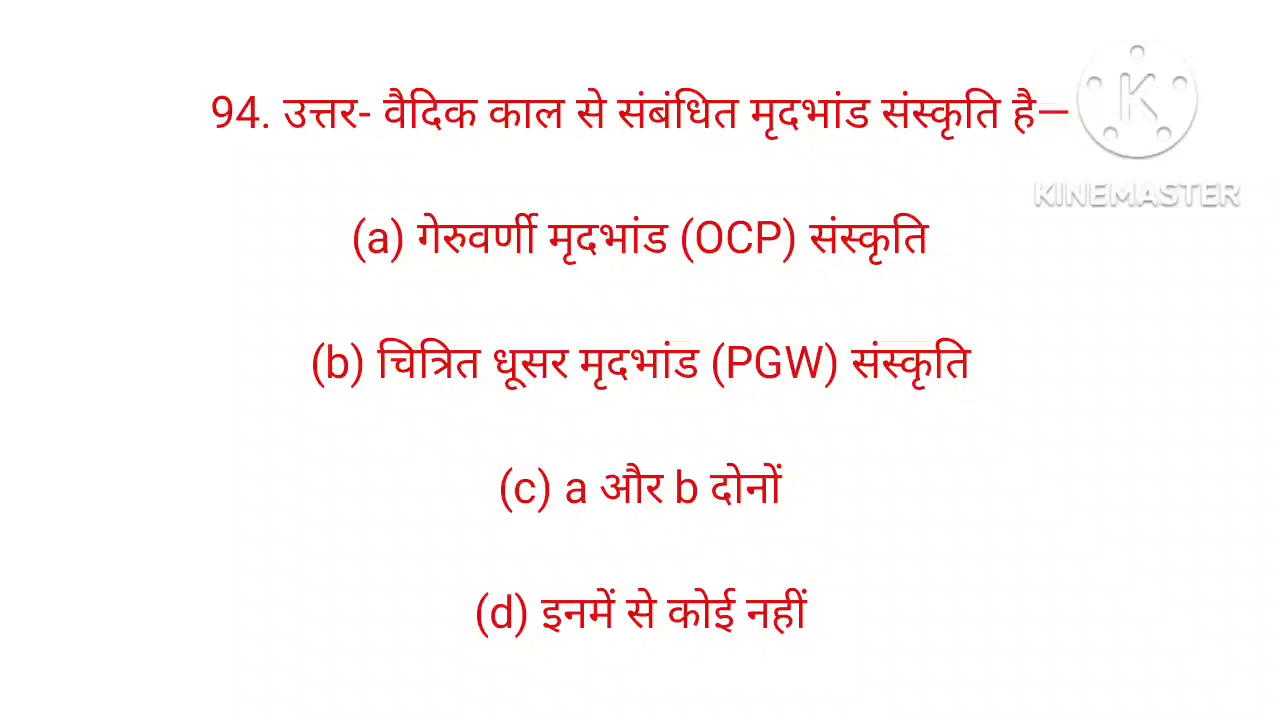 94. उत्तर- वैदिक काल से संबंधित मृदभांड संस्कृति है—
KINEMASTER
(a) गेरुवर्णी मृदभांड (OCP) संस्कृति
(b) चित्रित धूसर मृदभांड (PGW) संस्कृति
(c) a और b दोनों
(d) इनमें से कोई नहीं